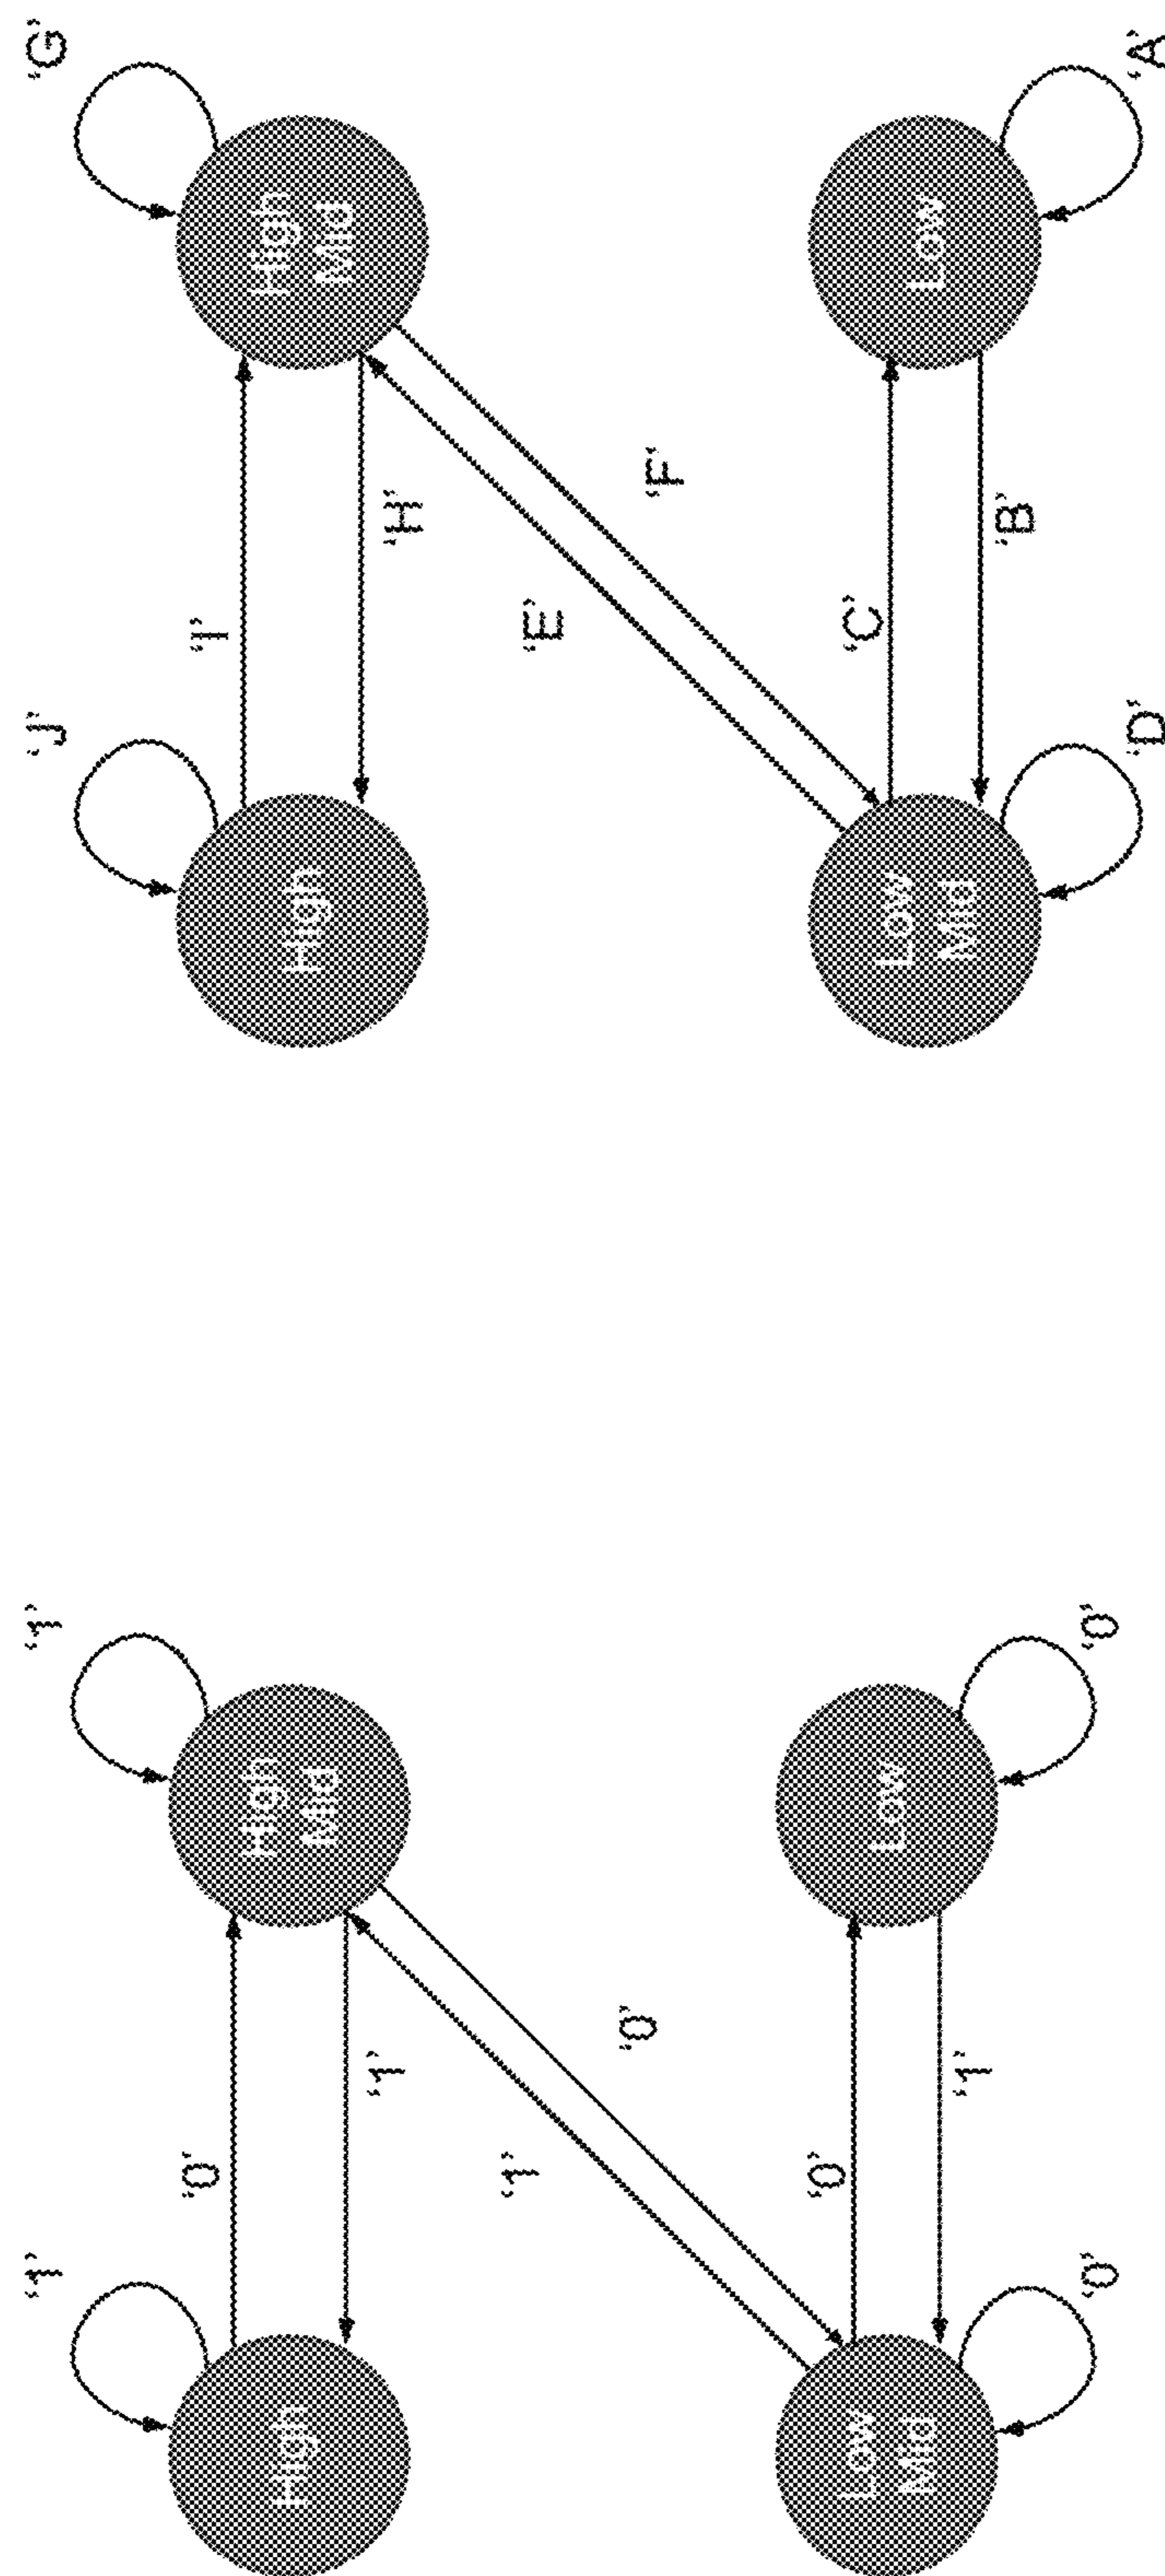 ‘1’
‘1’
‘0’
High
High
Mid
‘1’
‘1’
‘0’
‘0’
Low
Mid
Low
‘1’
‘0’
‘0’
‘J’
‘G’
‘I’
High
High
Mid
‘H’
‘E’
‘F’
‘C’
Low
Mid
Low
‘B’
‘D’
‘A’